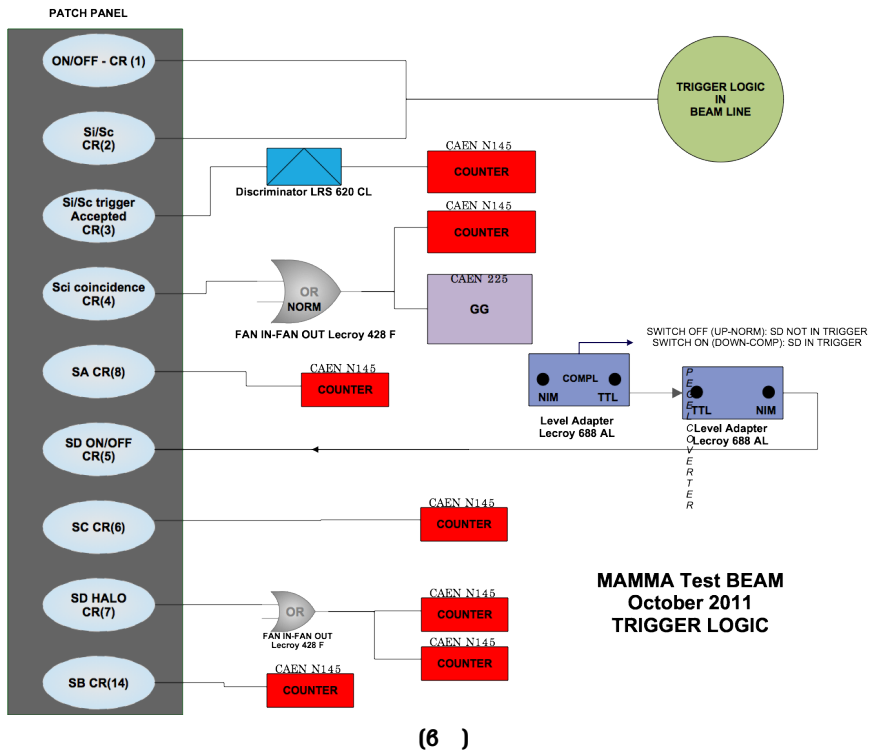 PATCH PANEL
ON/OFF - CR (1)
TRIGGER LOGIC
IN
BEAM LINE
Si/Sc
CR(2)
CAEN N145
COUNTER
Discriminator LRS 620 CL
Si/Sc trigger
Accepted
CR(3)
CAEN N145
COUNTER
Sci coincidence
CR(4)
OR
NORM
FAN IN-FAN OUT Lecroy 428 F
CAEN 225
GG
SWITCH OFF (UP-NORM): SD NOT IN TRIGGER
SWITCH ON (DOWN-COMP): SD IN TRIGGER
SA CR(8)
CAEN N145
COUNTER
COMPL
NIM
TTL
Level Adapter
Lecroy 688 AL
TTL
NIM
Level Adapter
Lecroy 688 AL
PECEL COVERTER
SD ON/OFF
CR(5)
SC CR(6)
CAEN N145
COUNTER
SD HALO
CR(7)
OR
FAN IN-FAN OUT
Lecroy 428 F
CAEN N145
COUNTER
CAEN N145
COUNTER
SB CR(14)
CAEN N145
COUNTER
MAMMA Test BEAM
October 2011
TRIGGER LOGIC
(6 )